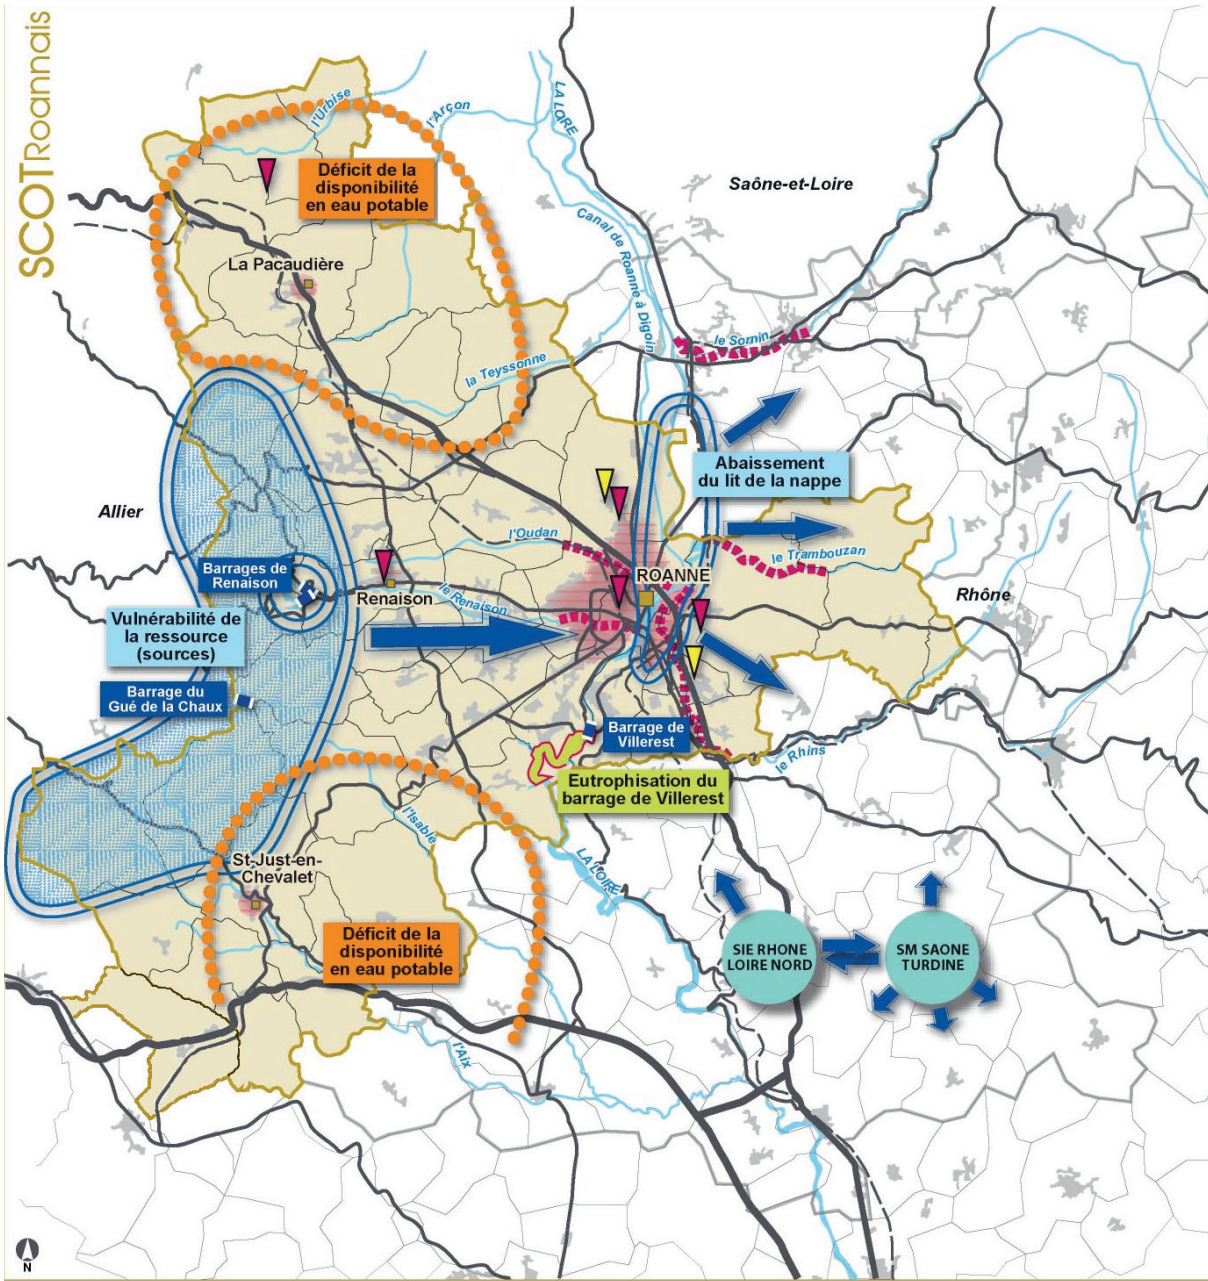 SCOTRoannais
l'Urbise
l'Arçon
LA LOIRE
Déficit de la
disponibilité
en eau potable
Saône-et-Loire
Canal de Roanne à Digoin
La Pacaudière
le Sornin
la Teyssonne
Abaissement
du lit de la nappe
Allier
l'Oudan
le Trambouzan
Barrages de
Renaison
ROANNE
Renaison
le Renaison
Rhône
Vulnérabilité de
la ressource
(sources)
Barrage du
Gué de la Chaux
Barrage de
Villerest
le Rhins
Eutrophisation du
barrage de Villerest
l'Isable
St-Just-en-
Chevalet
LA LOIRE
Déficit de la
disponibilité
en eau potable
SIE RHONE
LOIRE NORD
SM SAONE
TURDINE
l'Aix
N